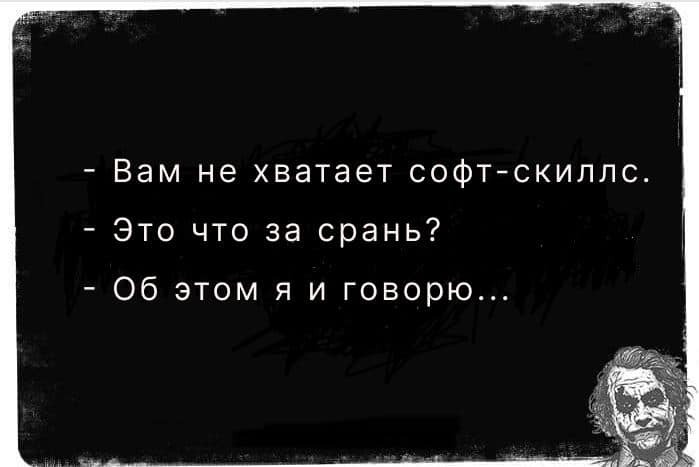 - Вам не хватает софт-скиллс.
- Это что за срань?
- Об этом я и говорю...